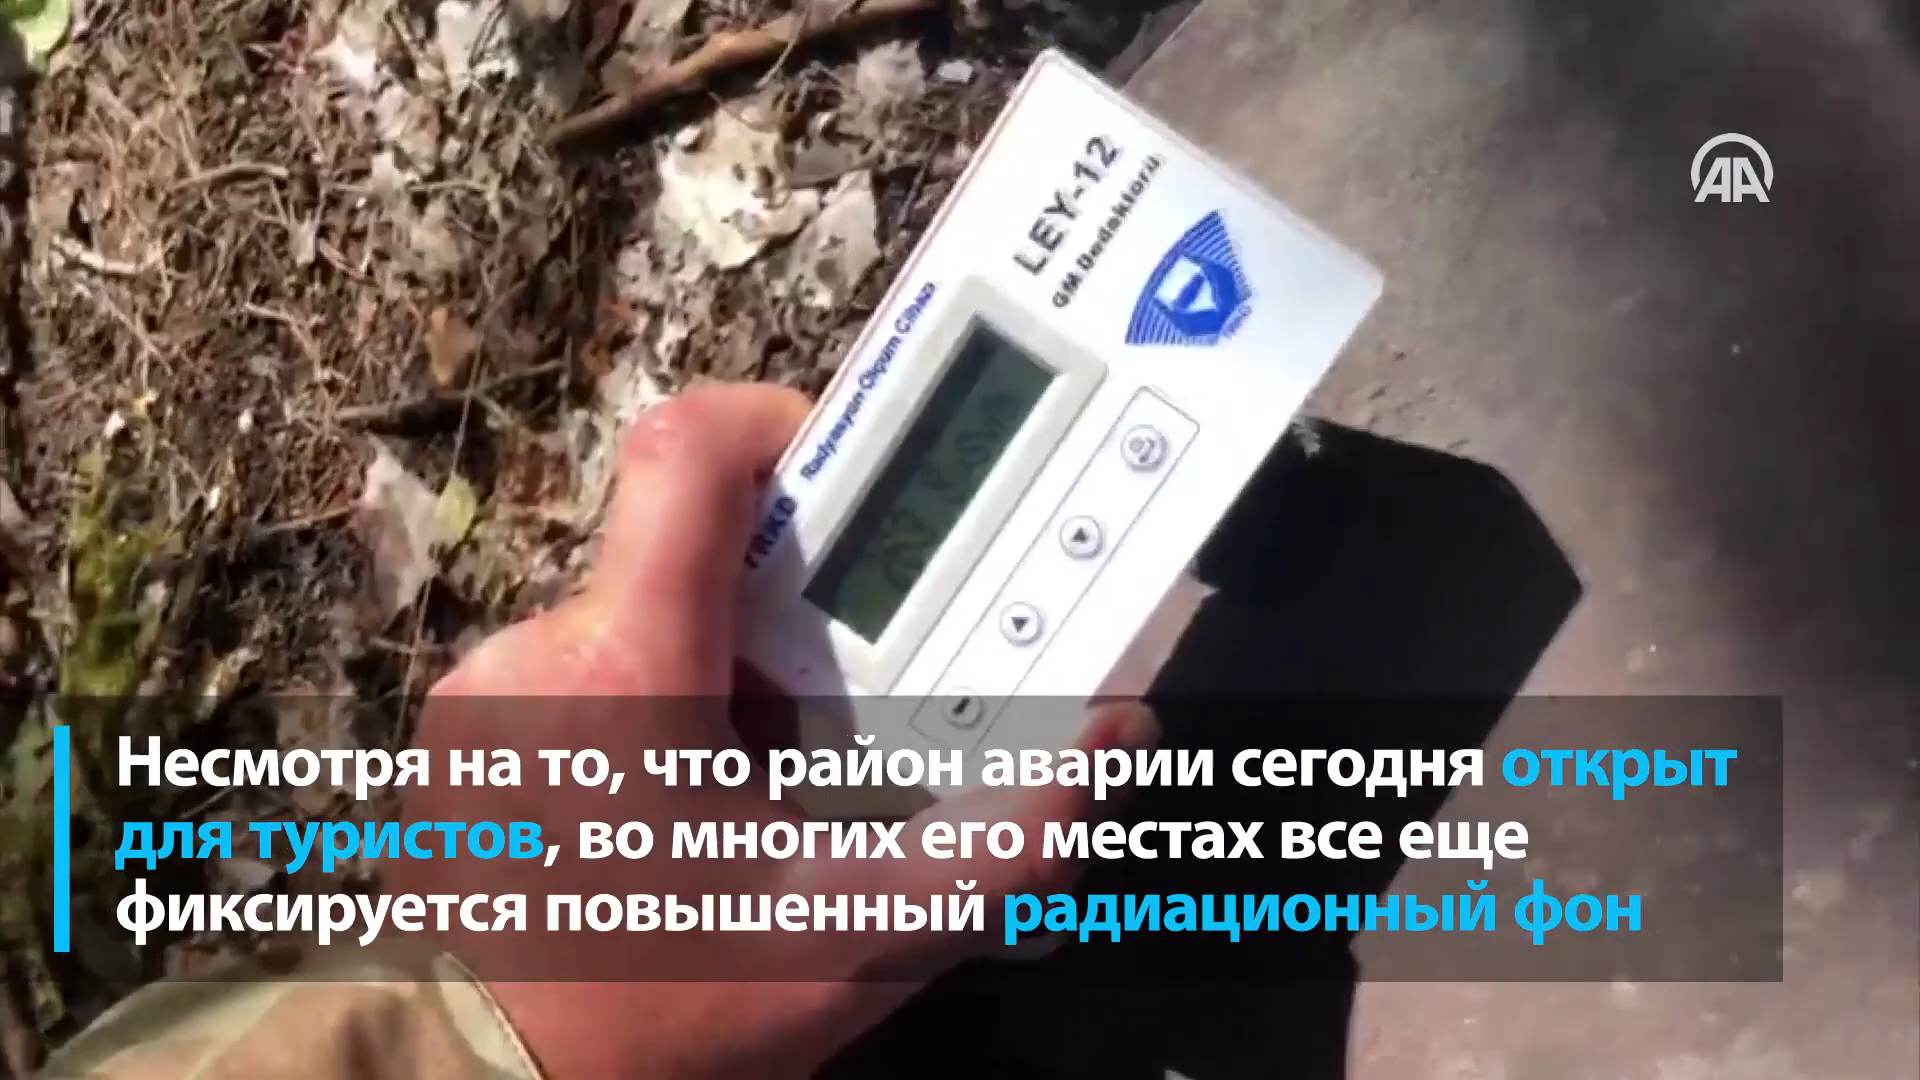 AA
LEY-12
GM Dedektörü
Radyasyon Ölçüm Cihazı
Несмотря на то, что район аварии сегодня открыт
для туристов, во многих его местах все еще
фиксируется повышенный радиационный фон